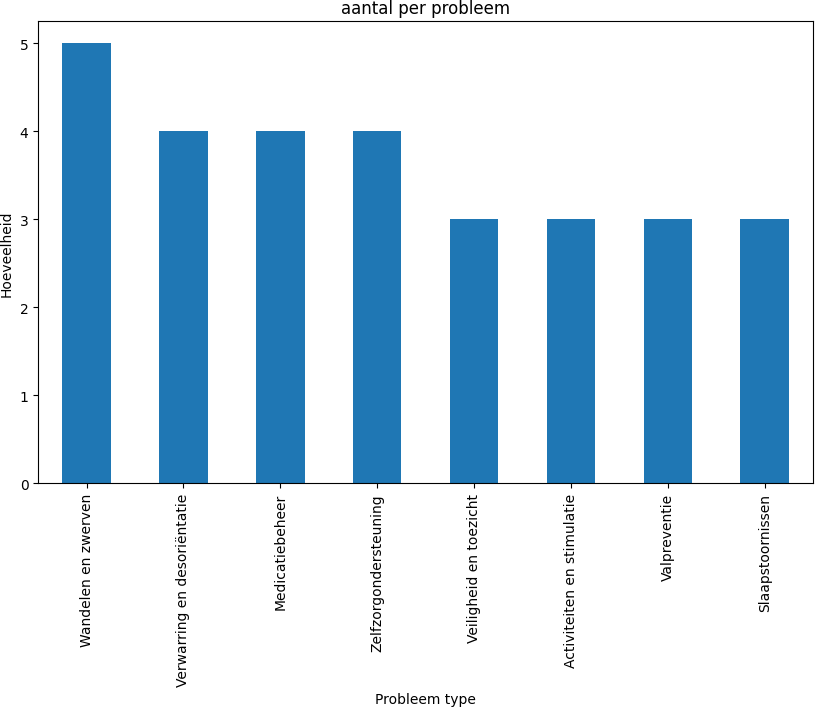 aantal per probleem
Hoeveelheid
5
4
3
2
1
0
Wandelen en zwerven
Verwarring en desoriëntatie
Medicatiebeheer
Zelfzorgondersteuning
Veiligheid en toezicht
Activiteiten en stimulatie
Valpreventie
Slaapstoornissen
Probleem type